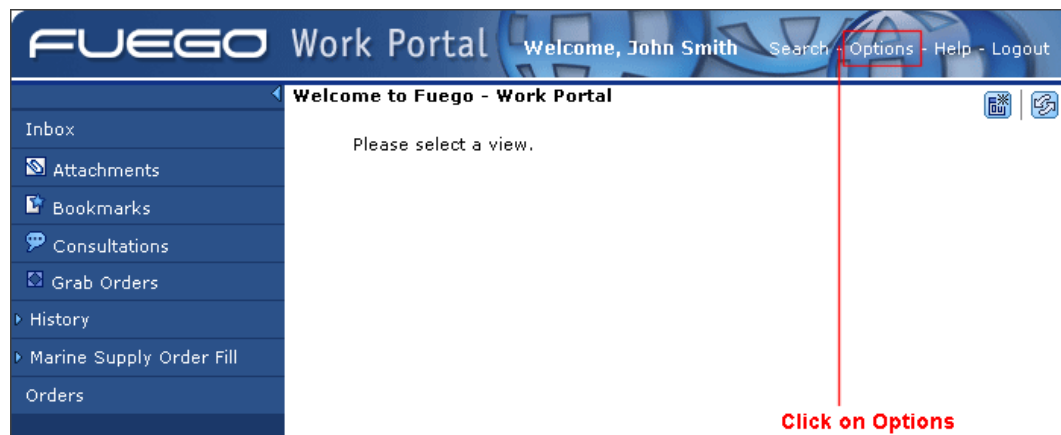 FUEGO Work Portal Welcome, John Smith Search - Options - Help - Logout
Welcome to Fuego - Work Portal
Please select a view.
Inbox
Attachments
Bookmarks
Consultations
Grab Orders
History
Marine Supply Order Fill
Orders
Click on Options